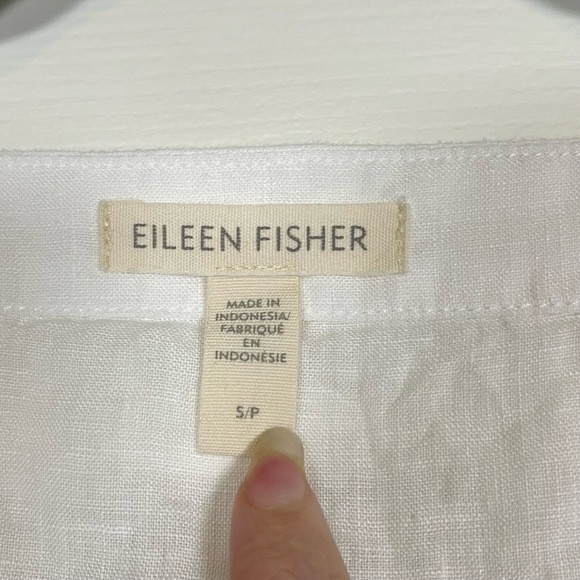 EILEEN FISHER
MADE IN
INDONESIA/
FABRIQUÉ
EN
INDONÉSIE
S/P